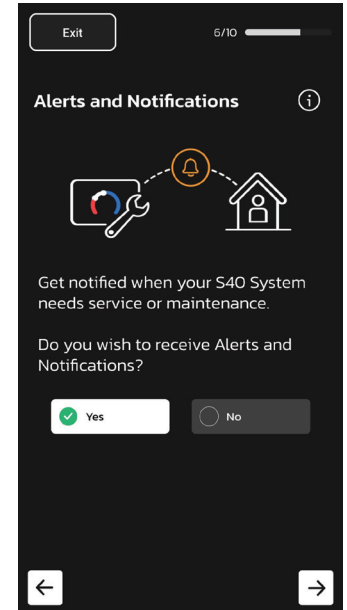 Exit
6/10
Alerts and Notifications
Get notified when your S40 System
needs service or maintenance.
Do you wish to receive Alerts and
Notifications?
Yes
No